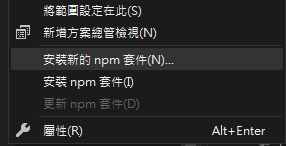 將範圍設定在此(S)
新增方案總管檢視(N)
安裝新的 npm 套件(N)...
安裝 npm 套件(I)
更新 npm 套件(D)
屬性(R) Alt+Enter